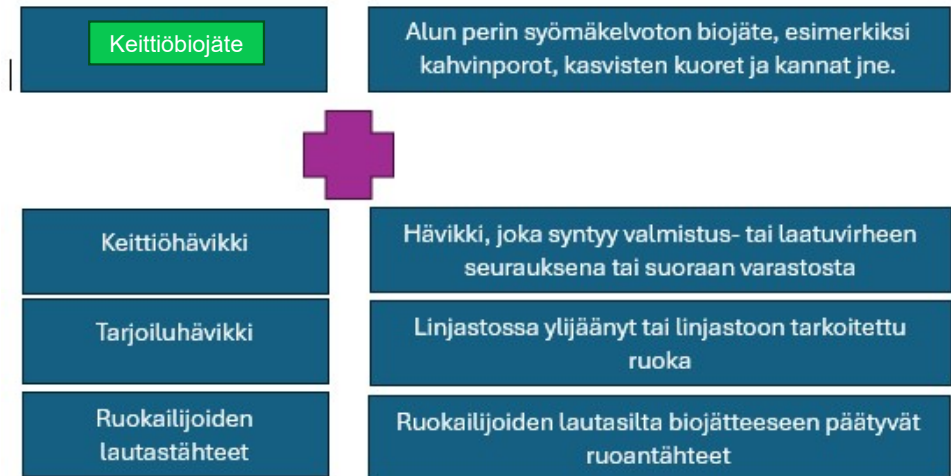 Keittiöbiojäte
Alun perin syömäkelvoton biojäte, esimerkiksi
kahvinporot, kasvisten kuoret ja kannat jne.
Keittiöhävikki
Hävikki, joka syntyy valmistus- tai laatuvirheen
seurauksena tai suoraan varastosta
Tarjoiluhävikki
Linjastossa ylijäänyt tai linjastoon tarkoitettu
ruoka
Ruokailijoiden
lautastähteet
Ruokailijoiden lautasilta biojätteeseen päätyvät
ruoantähteet